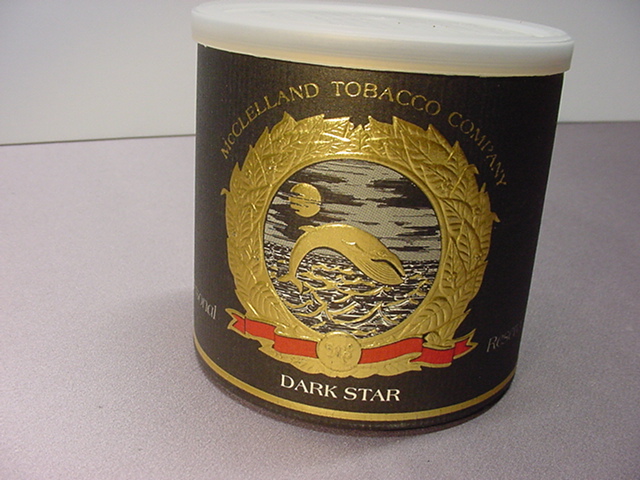 McCLELLAND TOBACCO COMPANY
DARK STAR